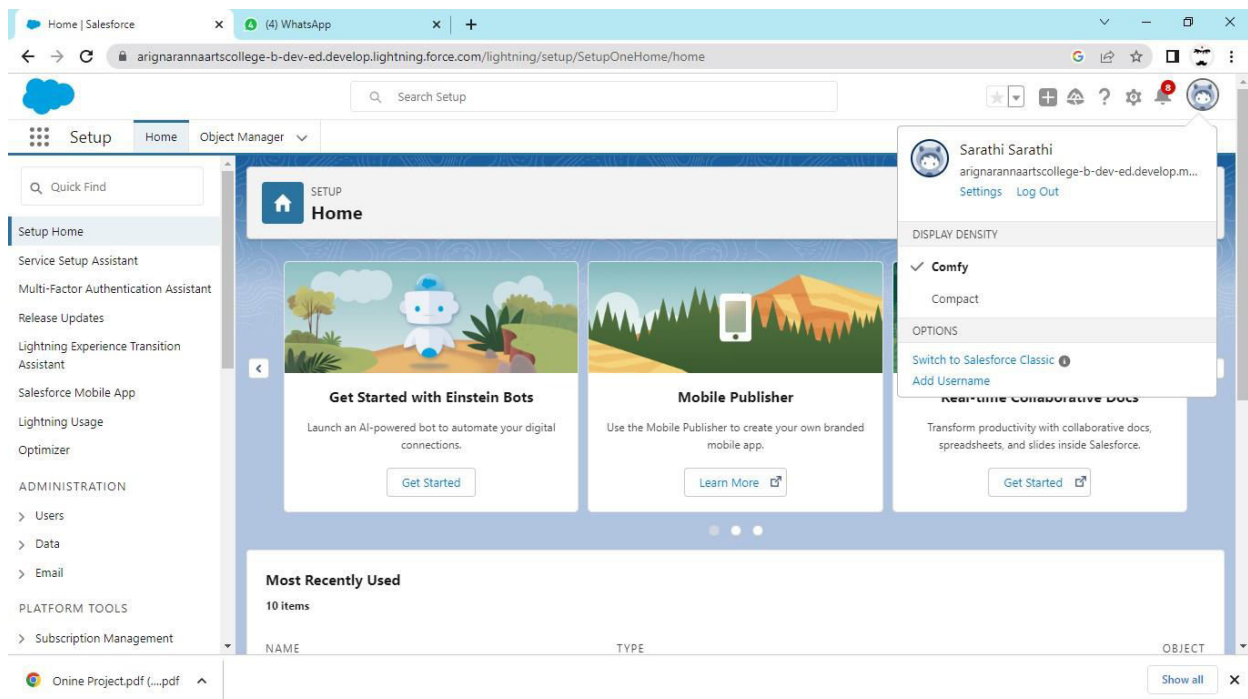 Home | Salesforce
(4) WhatsApp
arignarannaartscollege-b-dev-ed.develop.lightning.force.com/lightning/setup/SetupOneHome/home
Search Setup
8
Setup
Home
Object Manager
Sarathi Sarathi
arignarannaartscollege-b-dev-ed.develop.m...
Settings Log Out
DISPLAY DENSITY
Comfy
Compact
OPTIONS
Switch to Salesforce Classic
Add Username
Quick Find
Setup Home
Service Setup Assistant
Multi-Factor Authentication Assistant
Release Updates
Lightning Experience Transition
Assistant
Salesforce Mobile App
Lightning Usage
Optimizer
ADMINISTRATION
Users
Data
Email
PLATFORM TOOLS
Subscription Management
SETUP
Home
Get Started with Einstein Bots
Launch an AI-powered bot to automate your digital
connections.
Get Started
Mobile Publisher
Use the Mobile Publisher to create your own branded
mobile app.
Learn More
Real-time Collaborative Docs
Transform productivity with collaborative docs,
spreadsheets, and slides inside Salesforce.
Get Started
Most Recently Used
10 items
NAME TYPE OBJECT
Onine Project.pdf (....pdf
Show all